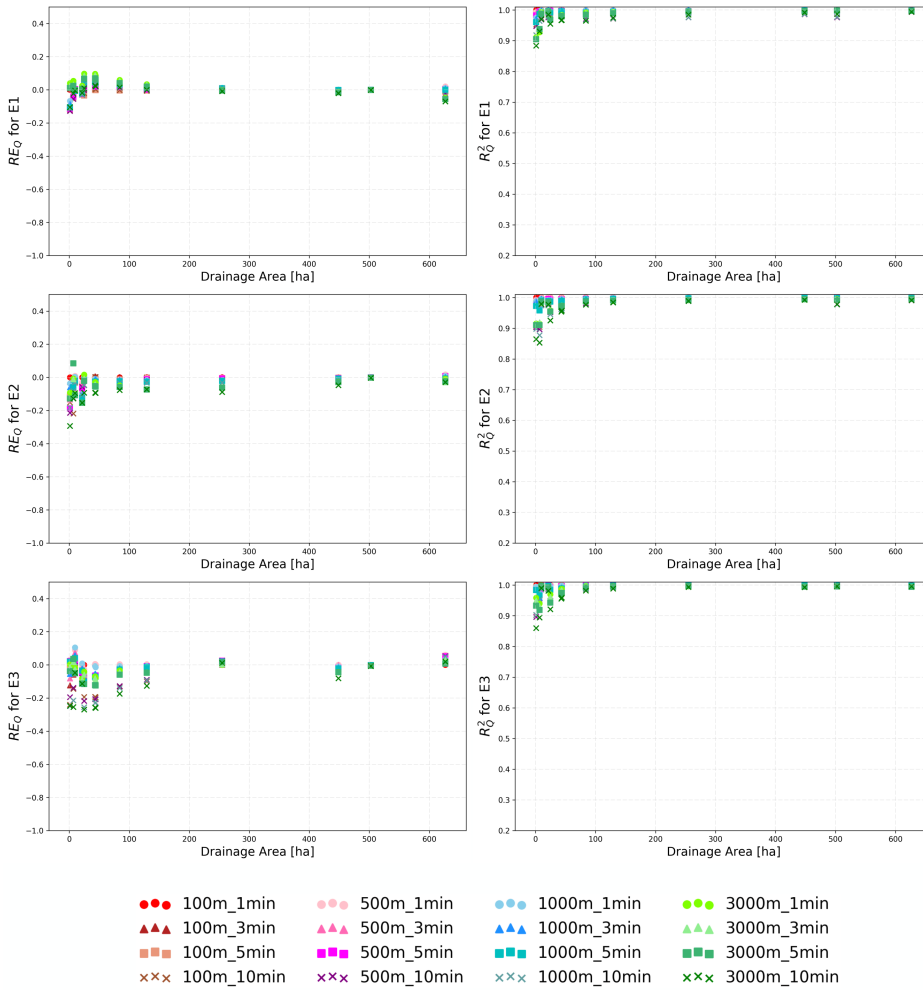 0.4
0.2
0.0
−0.2
−0.4
−0.6
−0.8
−1.0
RE_Q for E1
0 100 200 300 400 500 600
Drainage Area [ha]
1.0
0.9
0.8
0.7
0.6
0.5
0.4
0.3
0.2
R²_Q for E1
0 100 200 300 400 500 600
Drainage Area [ha]
0.4
0.2
0.0
−0.2
−0.4
−0.6
−0.8
−1.0
RE_Q for E2
0 100 200 300 400 500 600
Drainage Area [ha]
1.0
0.9
0.8
0.7
0.6
0.5
0.4
0.3
0.2
R²_Q for E2
0 100 200 300 400 500 600
Drainage Area [ha]
0.4
0.2
0.0
−0.2
−0.4
−0.6
−0.8
−1.0
RE_Q for E3
0 100 200 300 400 500 600
Drainage Area [ha]
1.0
0.9
0.8
0.7
0.6
0.5
0.4
0.3
0.2
R²_Q for E3
0 100 200 300 400 500 600
Drainage Area [ha]
100m_1min 500m_1min 1000m_1min 3000m_1min
100m_3min 500m_3min 1000m_3min 3000m_3min
100m_5min 500m_5min 1000m_5min 3000m_5min
100m_10min 500m_10min 1000m_10min 3000m_10min